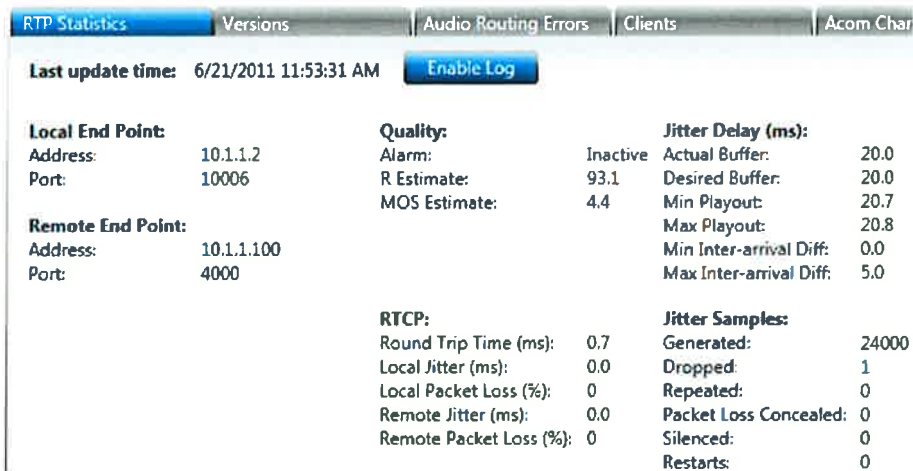 RTP Statistics Versions Audio Routing Errors Clients Acom Char
Last update time: 6/21/2011 11:53:31 AM Enable Log
Local End Point:
Address: 10.1.1.2
Port: 10006
Remote End Point:
Address: 10.1.1.100
Port: 4000
Quality:
Alarm: Inactive
R Estimate: 93.1
MOS Estimate: 4.4
RTCP:
Round Trip Time (ms): 0.7
Local Jitter (ms): 0.0
Local Packet Loss (%): 0
Remote Jitter (ms): 0.0
Remote Packet Loss (%): 0
Jitter Delay (ms):
Actual Buffer: 20.0
Desired Buffer: 20.0
Min Playout: 20.7
Max Playout: 20.8
Min Inter-arrival Diff: 0.0
Max Inter-arrival Diff: 5.0
Jitter Samples:
Generated: 24000
Dropped: 1
Repeated: 0
Packet Loss Concealed: 0
Silenced: 0
Restarts: 0